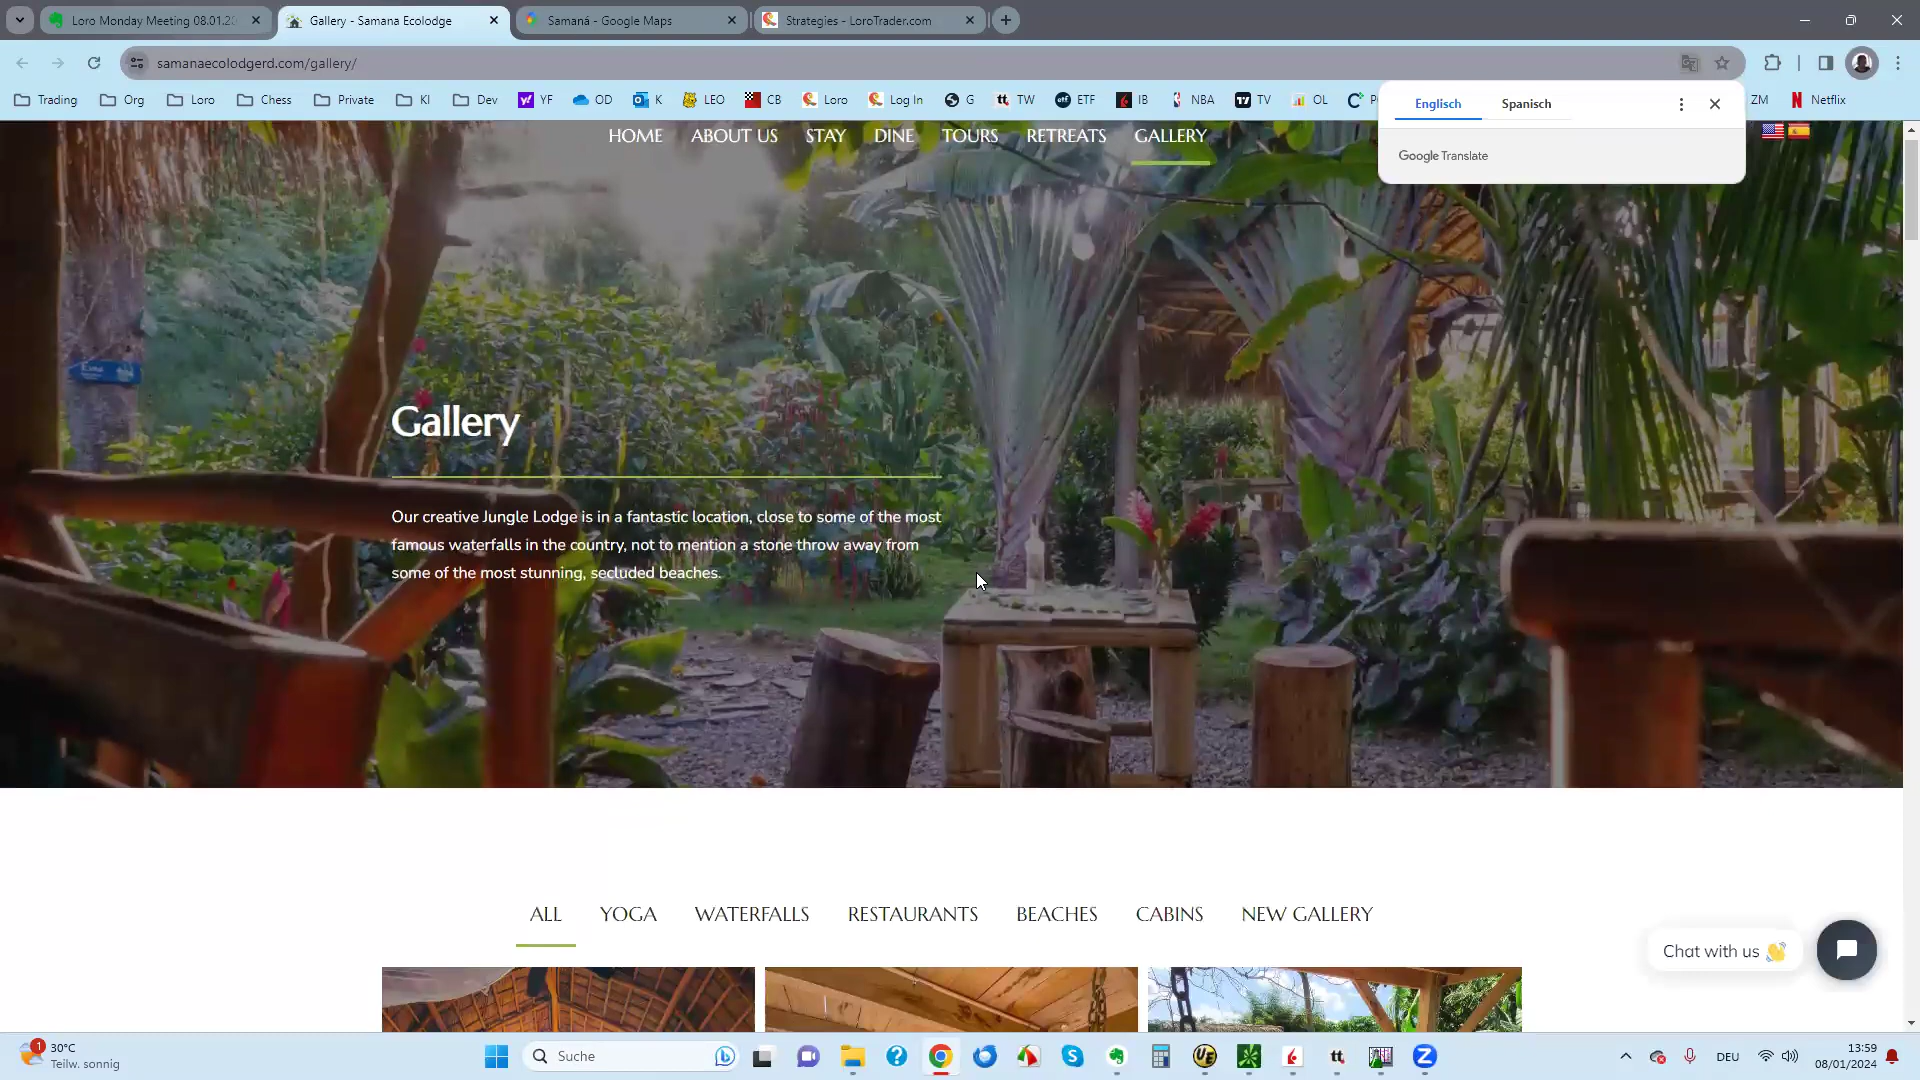 Loro Monday Meeting 08.01.2
Gallery - Samana Ecolodge
Samaná - Google Maps
Strategies - LoroTrader.com
samanaecolodgerd.com/gallery/
Trading
Org
Loro
Chess
Private
KI
Dev
YF
OD
K
LEO
CB
Loro
Log In
G
TW
ETF
IB
NBA
TV
OL
ZM
Netflix
Englisch
Spanisch
Google Translate
HOME
ABOUT US
STAY
DINE
TOURS
RETREATS
GALLERY
Gallery
Our creative Jungle Lodge is in a fantastic location, close to some of the most
famous waterfalls in the country, not to mention a stone throw away from
some of the most stunning, secluded beaches.
ALL
YOGA
WATERFALLS
RESTAURANTS
BEACHES
CABINS
NEW GALLERY
Chat with us 👋
1
30°C
Teilw. sonnig
Suche
DEU
13:59
08/01/2024